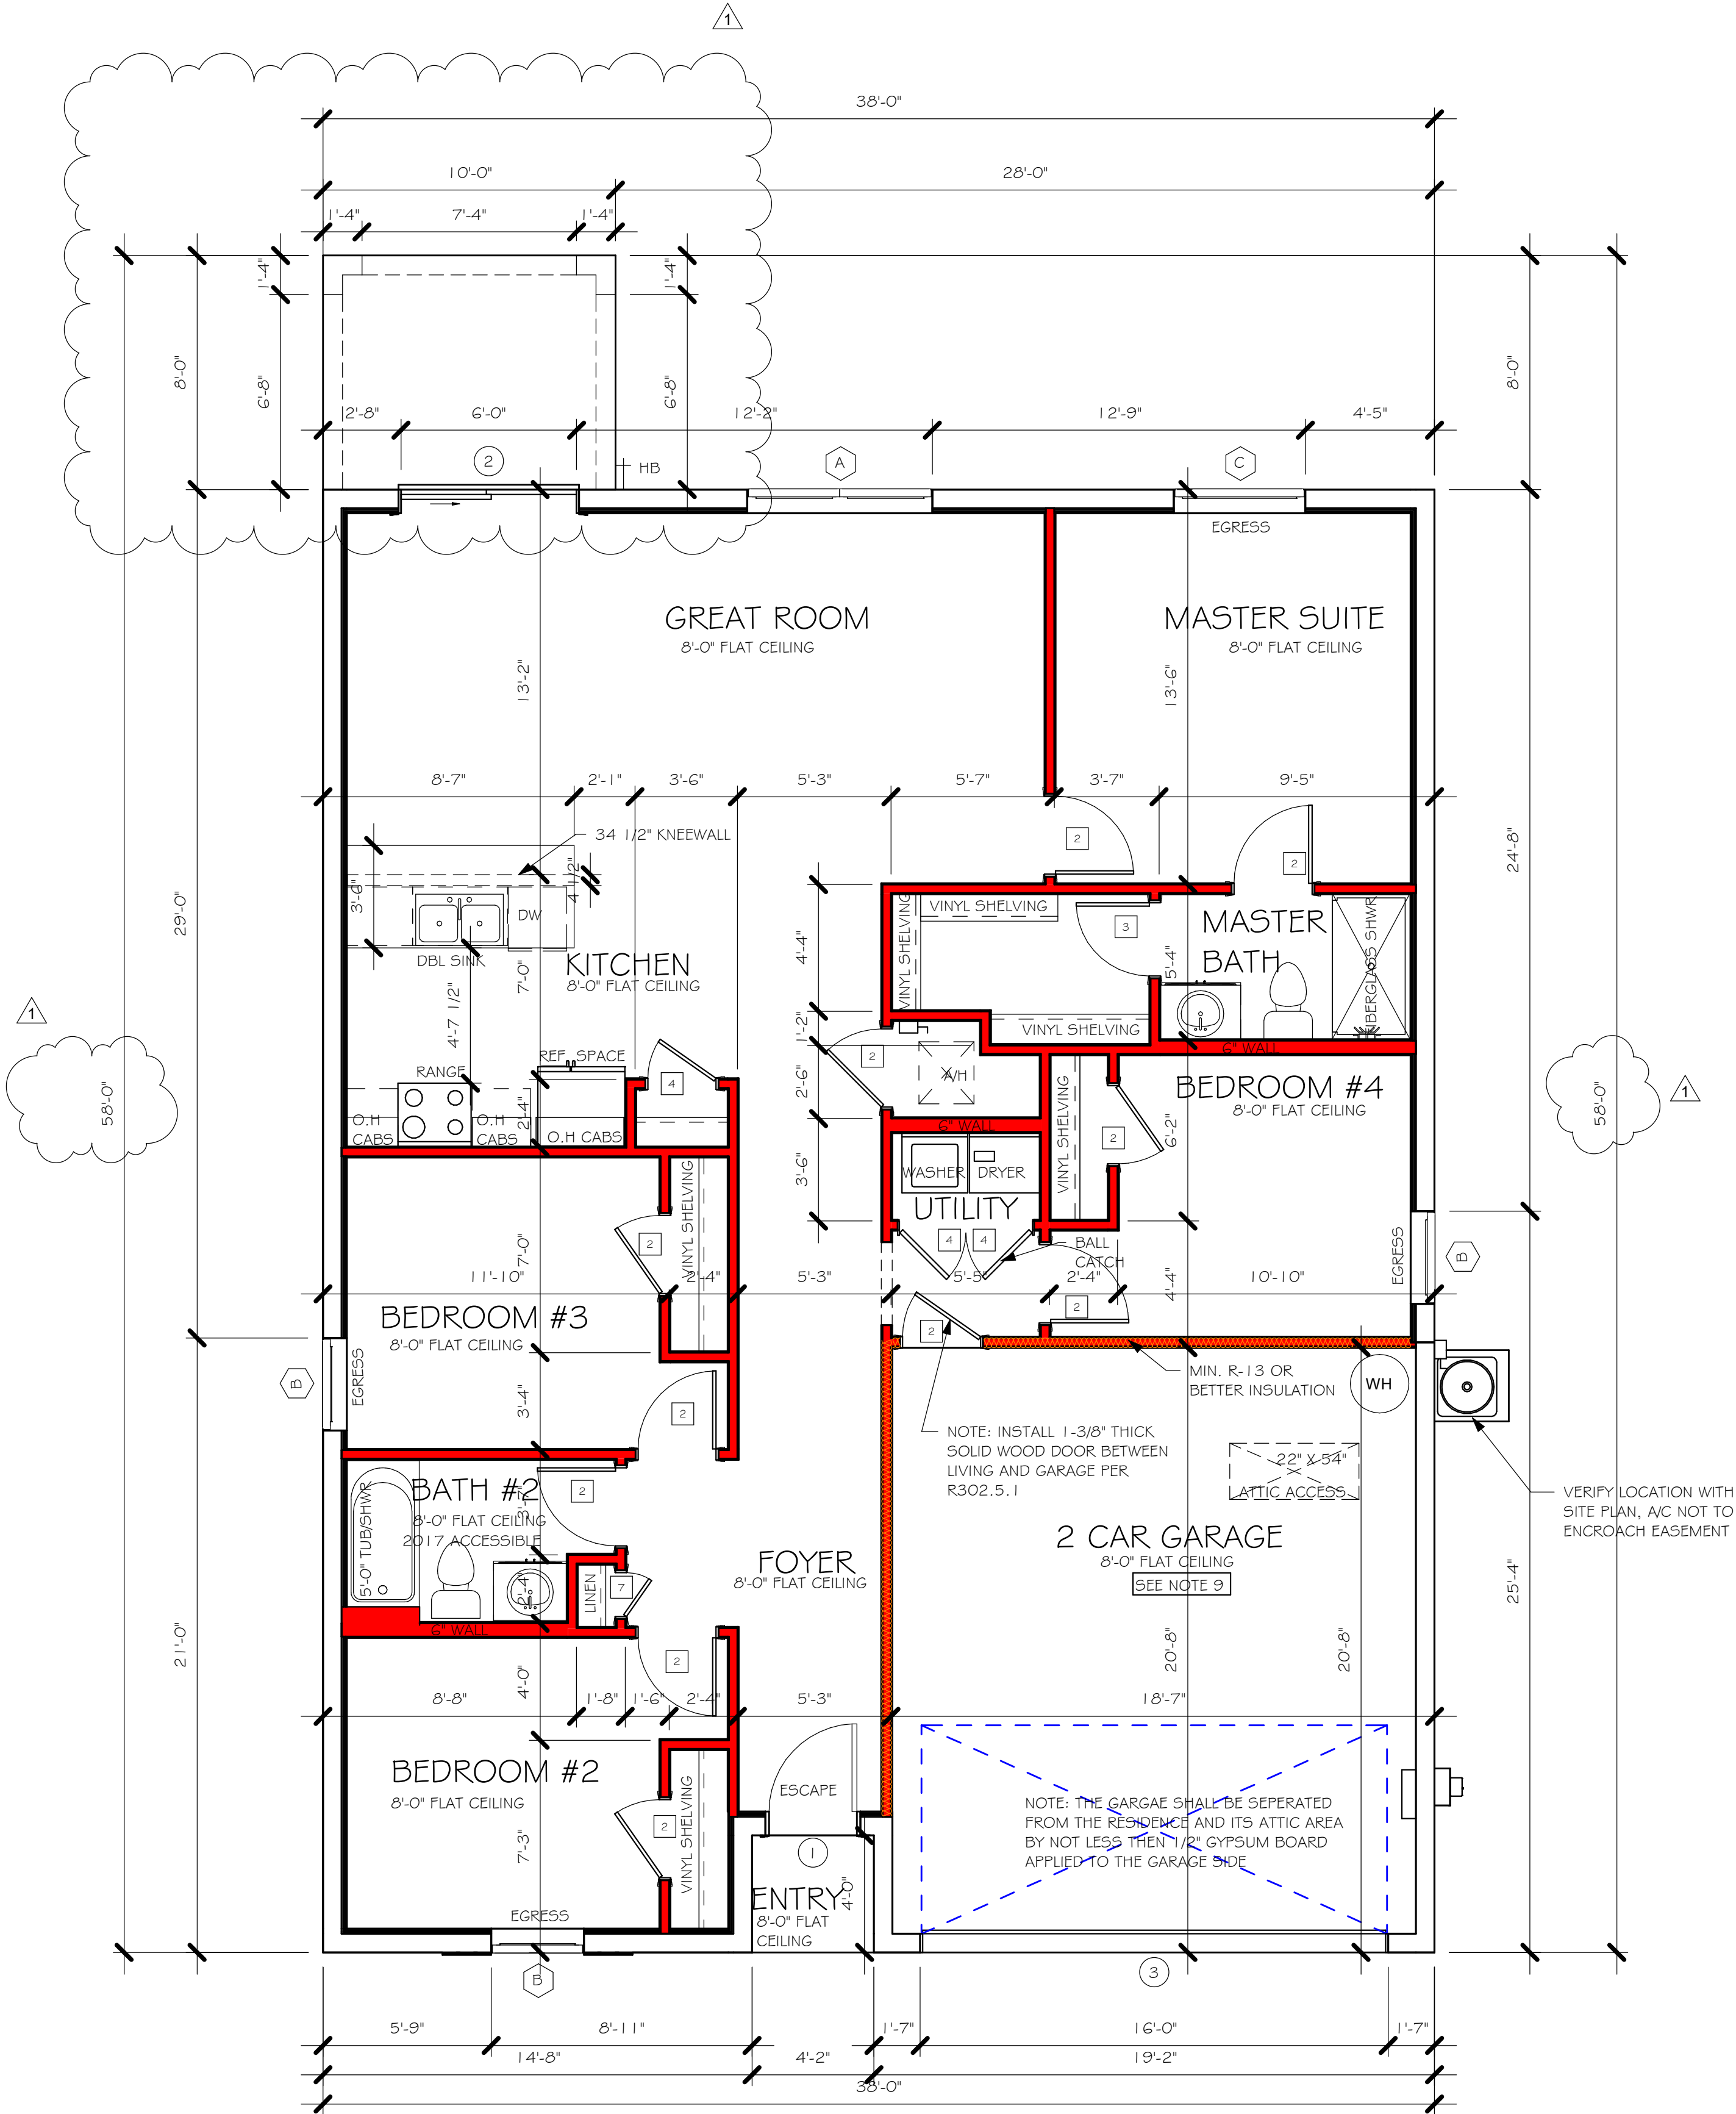 1
38'-0"
10'-0"
28'-0"
1'-4"
7'-4"
1'-4"
1'-4"
1'-4"
8'-0"
6'-8"
6'-8"
8'-0"
2'-8"
6'-0"
12'-2"
12'-9"
4'-5"
2
HB
A
C
EGRESS
GREAT ROOM
8'-0" FLAT CEILING
MASTER SUITE
8'-0" FLAT CEILING
13'-2"
13'-6"
8'-7"
2'-1"
3'-6"
5'-3"
5'-7"
3'-7"
9'-5"
34 1/2" KNEEWALL
2
2
24'-8"
3'-6"
4 1/2"
29'-0"
DW
DBL SINK
KITCHEN
8'-0" FLAT CEILING
7'-0"
4'-7 1/2"
VINYL SHELVING
VINYL SHELVING
3
MASTER
BATH
5'-4"
FIBERGLASS SHWR
4'-4"
VINYL SHELVING
6" WALL
1
58'-0"
1'-2"
2
A/H
2'-6"
REF. SPACE
RANGE
4
2'-4"
O.H
CABS
O.H
CABS
O.H CABS
BEDROOM #4
8'-0" FLAT CEILING
58'-0"
1
6" WALL
VINYL SHELVING
2
6'-2"
3'-6"
WASHER
DRYER
UTILITY
4
4
BALL
CATCH
VINYL SHELVING
2
7'-0"
11'-10"
2'-4"
5'-3"
5'-5"
2'-4"
10'-10"
4'-4"
EGRESS
B
BEDROOM #3
8'-0" FLAT CEILING
2
2
B
EGRESS
3'-4"
2
MIN. R-13 OR
BETTER INSULATION
WH
NOTE: INSTALL 1-3/8" THICK
SOLID WOOD DOOR BETWEEN
LIVING AND GARAGE PER
R302.5.1
22" X 54"
ATTIC ACCESS
VERIFY LOCATION WITH
SITE PLAN, A/C NOT TO
ENCROACH EASEMENT
BATH #2
8'-0" FLAT CEILING
2017 ACCESSIBLE
3'-7"
2
5'-0" TUB/SHWR
2'-4"
LINEN
7
6" WALL
FOYER
8'-0" FLAT CEILING
2 CAR GARAGE
8'-0" FLAT CEILING
SEE NOTE 9
25'-4"
21'-0"
2
4'-0"
20'-8"
20'-8"
8'-8"
1'-8"
1'-6"
2'-4"
5'-3"
18'-7"
BEDROOM #2
8'-0" FLAT CEILING
2
VINYL SHELVING
7'-3"
ESCAPE
NOTE: THE GARGAE SHALL BE SEPERATED
FROM THE RESIDENCE AND ITS ATTIC AREA
BY NOT LESS THEN 1/2" GYPSUM BOARD
APPLIED TO THE GARAGE SIDE
1
ENTRY
8'-0" FLAT
CEILING
4'-0"
EGRESS
B
3
5'-9"
8'-11"
1'-7"
16'-0"
1'-7"
14'-8"
4'-2"
19'-2"
38'-0"